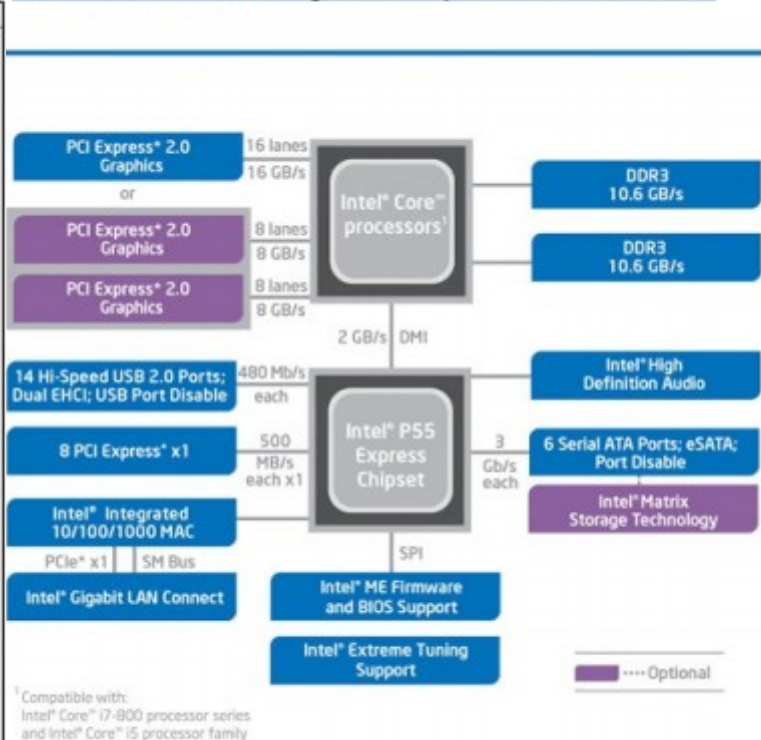 PCI Express* 2.0
Graphics
16 lanes
16 GB/s
or
PCI Express* 2.0
Graphics
8 lanes
8 GB/s
PCI Express* 2.0
Graphics
8 lanes
8 GB/s
Intel® Core™
processors¹
DDR3
10.6 GB/s
DDR3
10.6 GB/s
2 GB/s DMI
14 Hi-Speed USB 2.0 Ports;
Dual EHCI; USB Port Disable
480 Mb/s
each
8 PCI Express* x1
500
MB/s
each x1
Intel® Integrated
10/100/1000 MAC
PCIe* x1 SM Bus
Intel® Gigabit LAN Connect
Intel® P55
Express
Chipset
Intel® High
Definition Audio
3
Gb/s
each
6 Serial ATA Ports; eSATA;
Port Disable
Intel® Matrix
Storage Technology
SPI
Intel® ME Firmware
and BIOS Support
Intel® Extreme Tuning
Support
Optional
¹ Compatible with:
Intel® Core™ i7-800 processor series
and Intel® Core™ i5 processor family